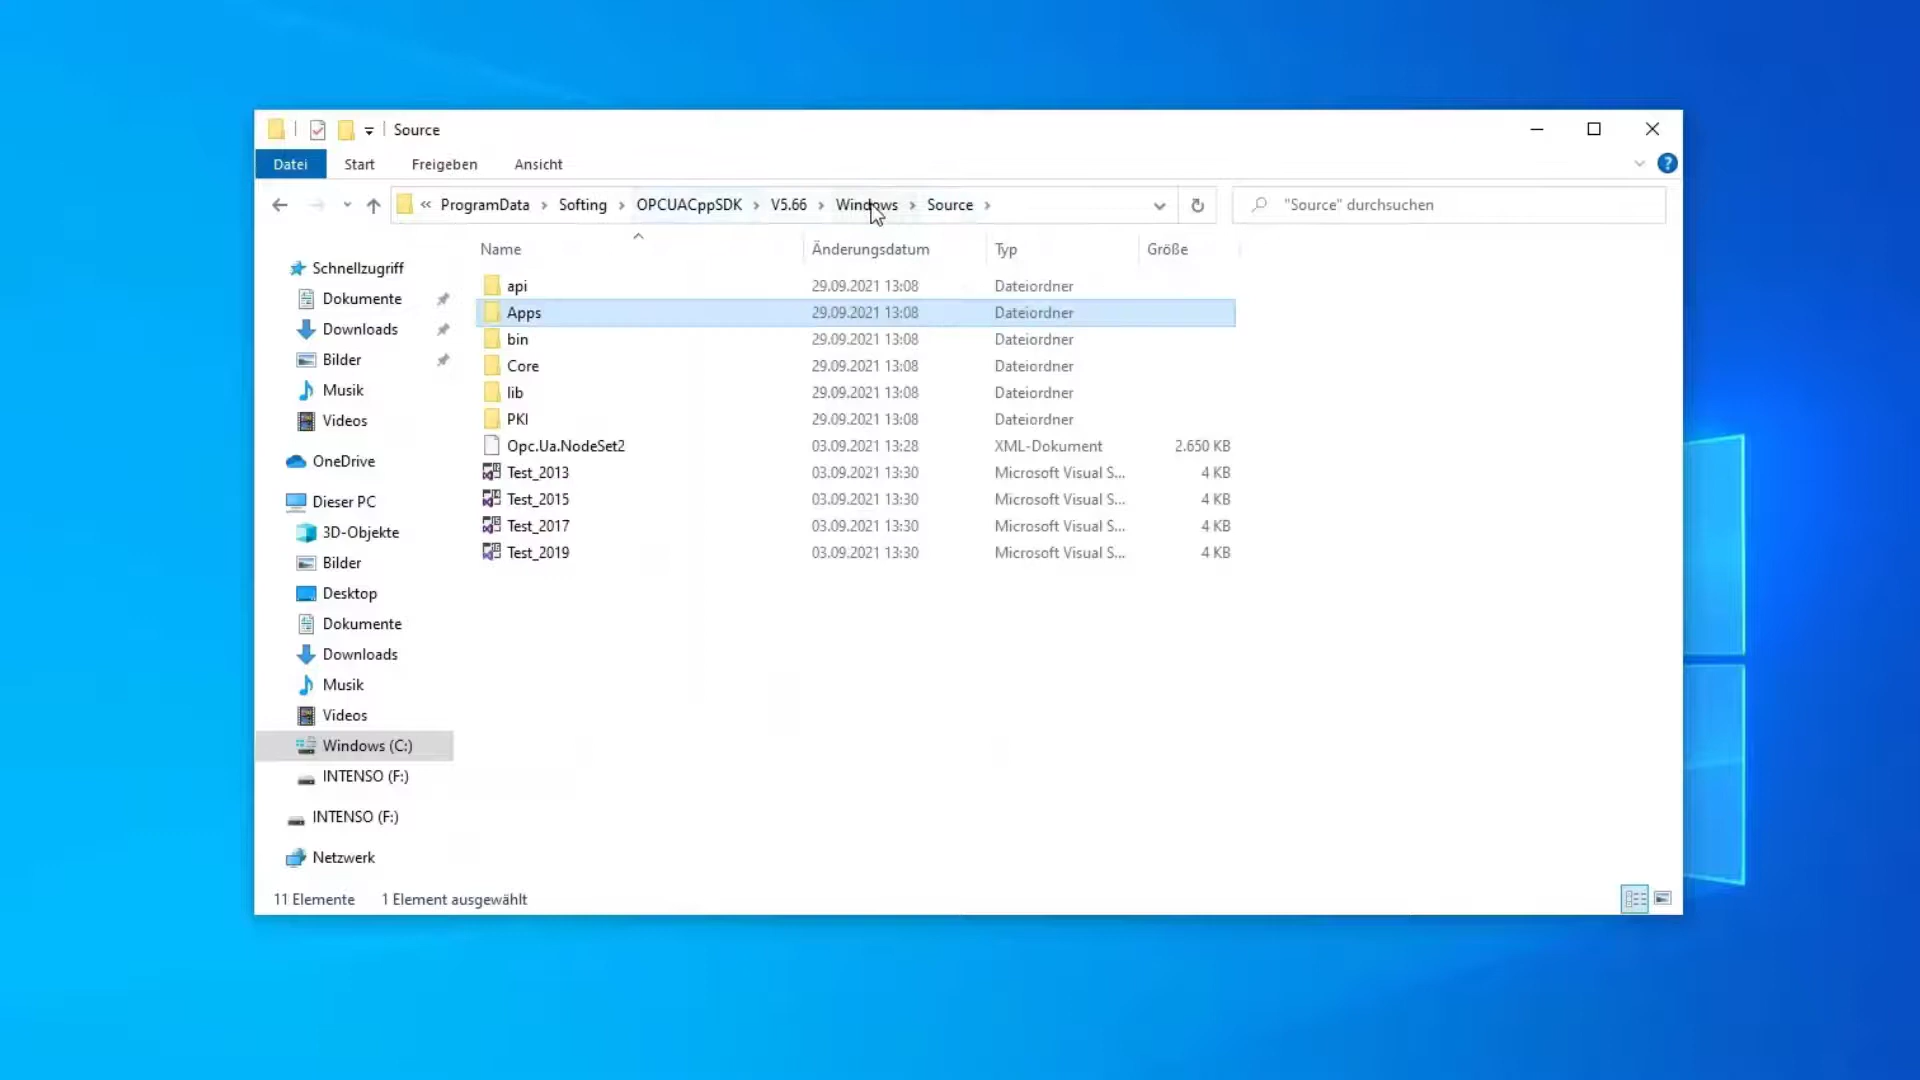 Source
Datei Start Freigeben Ansicht ?
« ProgramData › Softing › OPCUACppSDK › V5.66 › Windows › Source › "Source" durchsuchen
Name Änderungsdatum Typ Größe
Schnellzugriff
Dokumente
Downloads
Bilder
Musik
Videos
OneDrive
Dieser PC
3D-Objekte
Bilder
Desktop
Dokumente
Downloads
Musik
Videos
Windows (C:)
INTENSO (F:)
INTENSO (F:)
Netzwerk
api 29.09.2021 13:08 Dateiordner
Apps 29.09.2021 13:08 Dateiordner
bin 29.09.2021 13:08 Dateiordner
Core 29.09.2021 13:08 Dateiordner
lib 29.09.2021 13:08 Dateiordner
PKI 29.09.2021 13:08 Dateiordner
Opc.Ua.NodeSet2 03.09.2021 13:28 XML-Dokument 2.650 KB
Test_2013 03.09.2021 13:30 Microsoft Visual S... 4 KB
Test_2015 03.09.2021 13:30 Microsoft Visual S... 4 KB
Test_2017 03.09.2021 13:30 Microsoft Visual S... 4 KB
Test_2019 03.09.2021 13:30 Microsoft Visual S... 4 KB
11 Elemente 1 Element ausgewählt